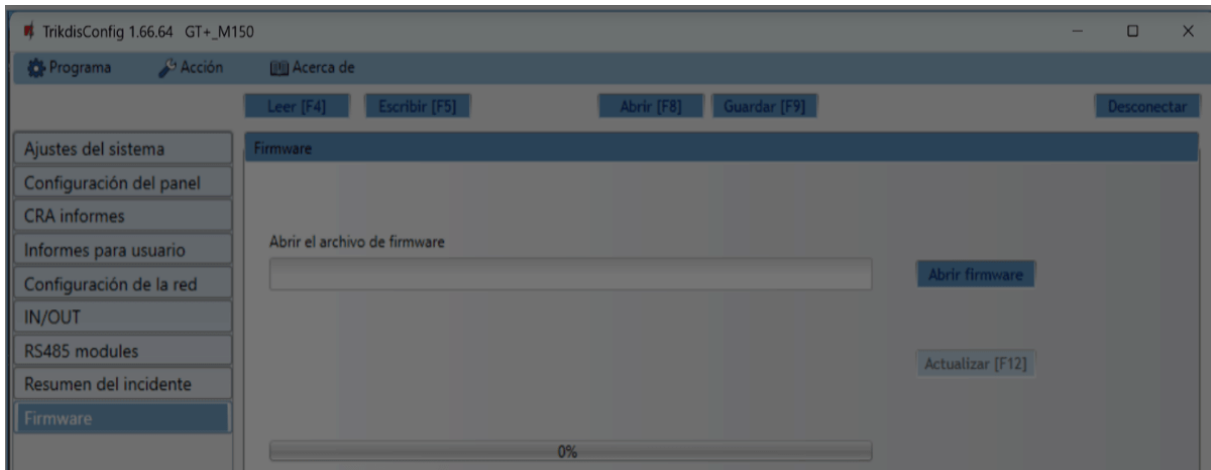 TrikdisConfig 1.66.64 GT+_M150
Programa Acción Acerca de
Leer [F4] Escribir [F5] Abrir [F8] Guardar [F9] Desconectar
Ajustes del sistema
Configuración del panel
CRA informes
Informes para usuario
Configuración de la red
IN/OUT
RS485 modules
Resumen del incidente
Firmware
Firmware
Abrir el archivo de firmware
Abrir firmware
Actualizar [F12]
0%